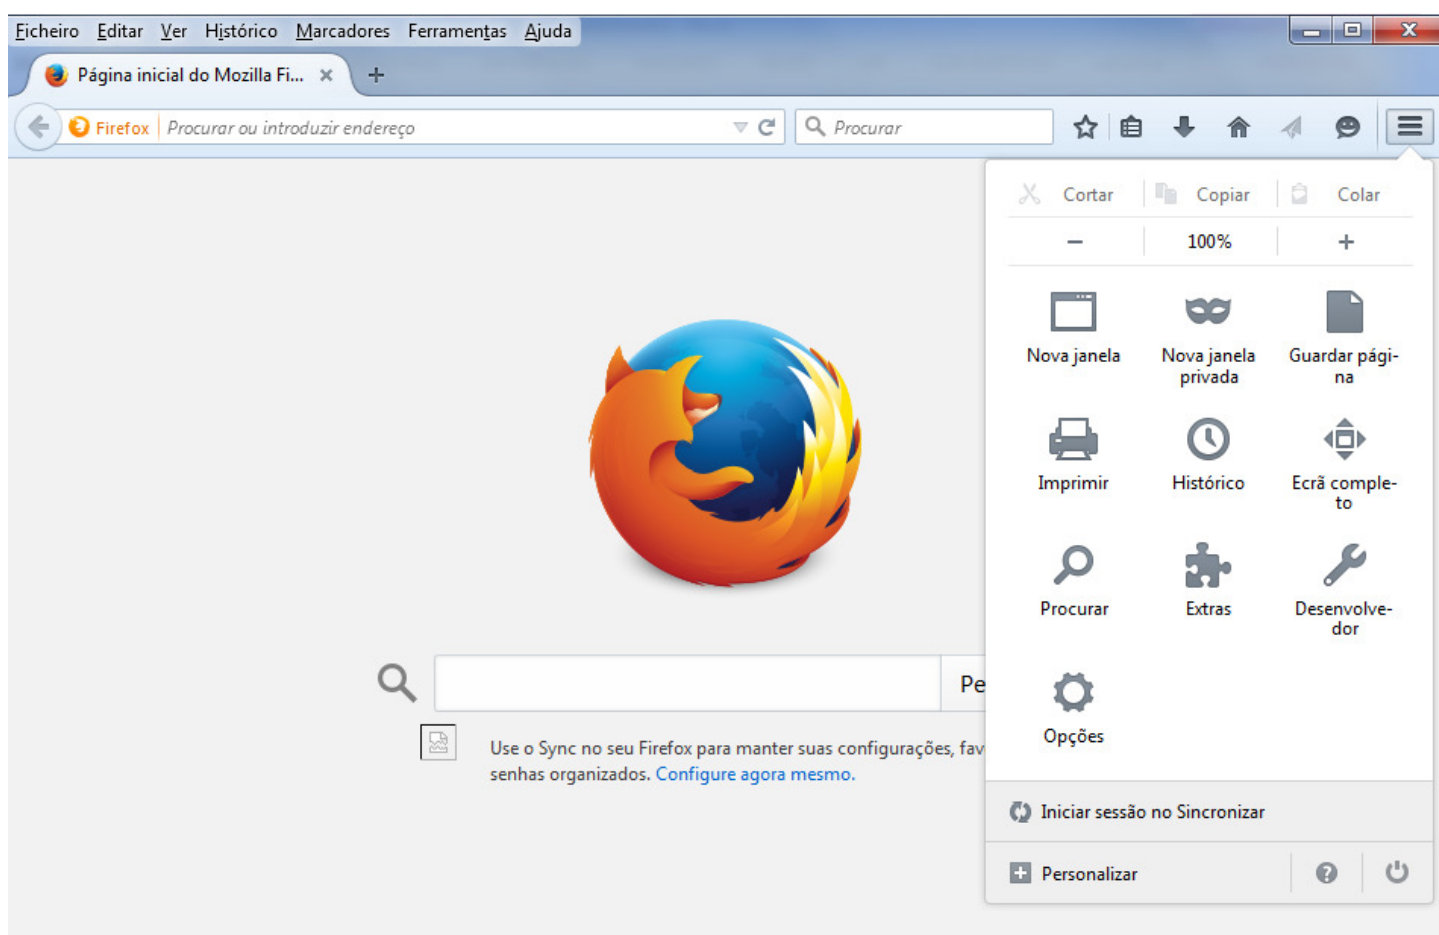 Ficheiro Editar Ver Histórico Marcadores Ferramentas Ajuda
Página inicial do Mozilla Fi...
Firefox Procurar ou introduzir endereço
Procurar
Cortar Copiar Colar
100%
Nova janela
Nova janela
privada
Guardar pági-
na
Imprimir
Histórico
Ecrã comple-
to
Procurar
Extras
Desenvolve-
dor
Opções
Pe
Use o Sync no seu Firefox para manter suas configurações, fav
senhas organizados. Configure agora mesmo.
Iniciar sessão no Sincronizar
Personalizar